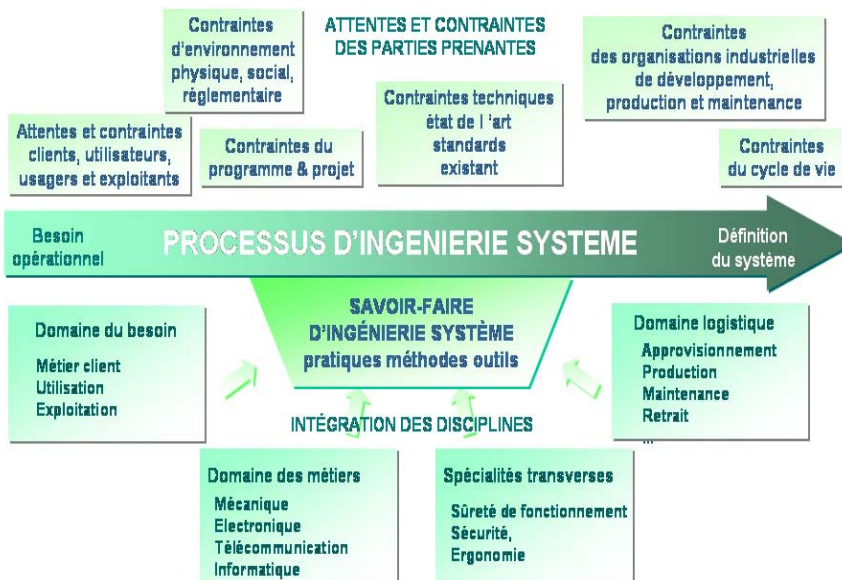 ATTENTES ET CONTRAINTES
DES PARTIES PRENANTES
Contraintes
d'environnement
physique, social,
réglementaire
Contraintes
des organisations industrielles
de développement,
production et maintenance
Attentes et contraintes
clients, utilisateurs,
usagers et exploitants
Contraintes du
programme & projet
Contraintes techniques
état de l 'art
standards
existant
Contraintes
du cycle de vie
Besoin
opérationnel
PROCESSUS D'INGENIERIE SYSTEME
Définition
du système
SAVOIR-FAIRE
D'INGÉNIERIE SYSTÈME
pratiques méthodes outils
Domaine du besoin
Métier client
Utilisation
Exploitation
Domaine logistique
Approvisionnement
Production
Maintenance
Retrait
...
INTÉGRATION DES DISCIPLINES
Domaine des métiers
Mécanique
Electronique
Télécommunication
Informatique
Spécialités transverses
Sûreté de fonctionnement
Sécurité,
Ergonomie